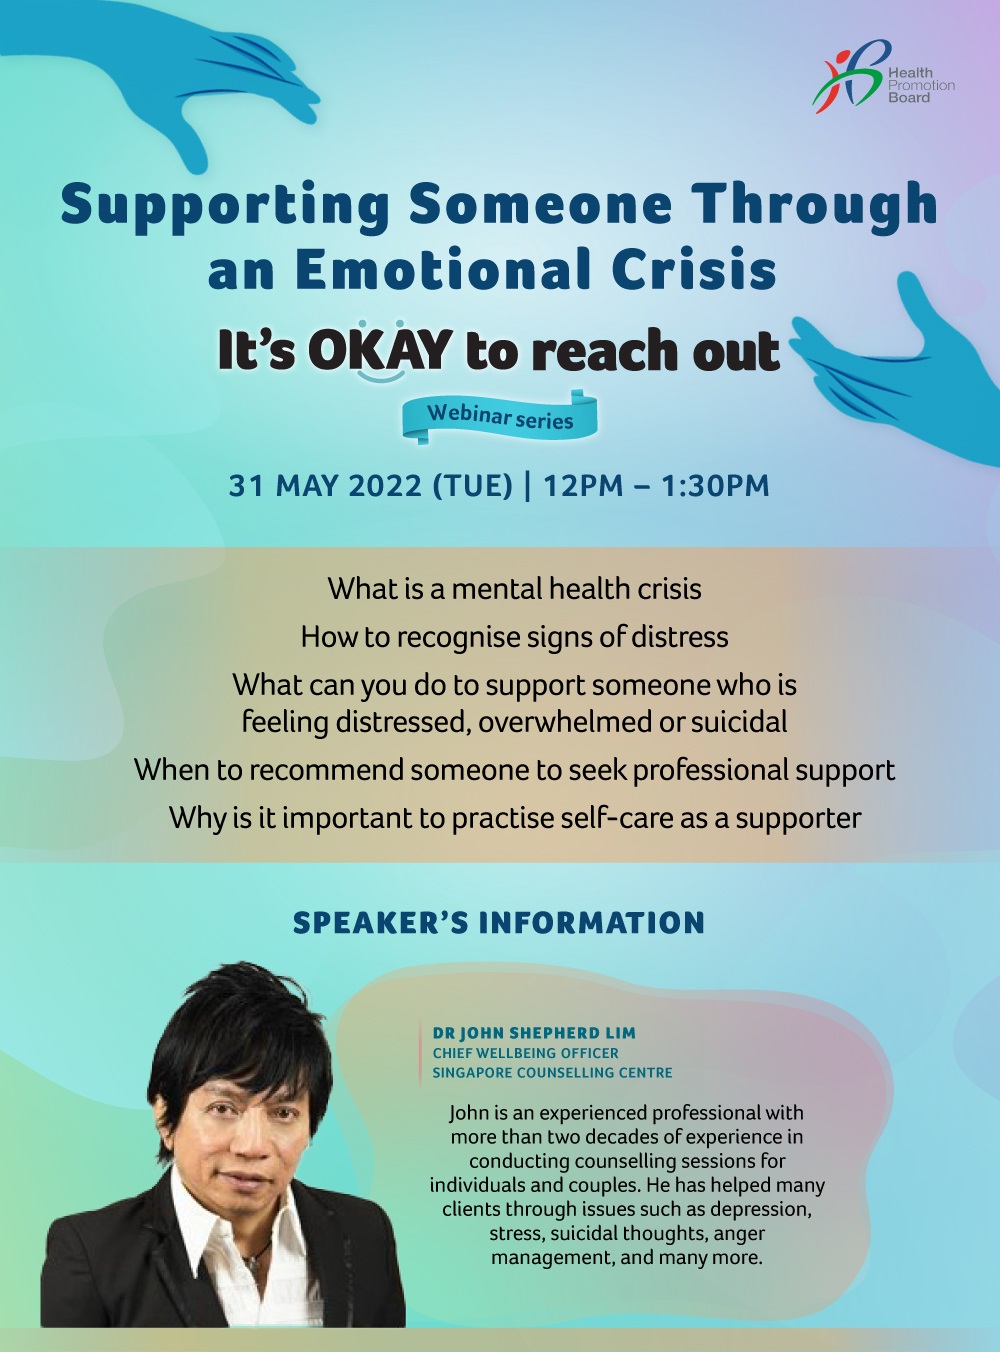 Health
Promotion
Board
Supporting Someone Through
an Emotional Crisis
It's OKAY to reach out
Webinar series
31 MAY 2022 (TUE) | 12PM – 1:30PM
What is a mental health crisis
How to recognise signs of distress
What can you do to support someone who is
feeling distressed, overwhelmed or suicidal
When to recommend someone to seek professional support
Why is it important to practise self-care as a supporter
SPEAKER'S INFORMATION
DR JOHN SHEPHERD LIM
CHIEF WELLBEING OFFICER
SINGAPORE COUNSELLING CENTRE
John is an experienced professional with
more than two decades of experience in
conducting counselling sessions for
individuals and couples. He has helped many
clients through issues such as depression,
stress, suicidal thoughts, anger
management, and many more.